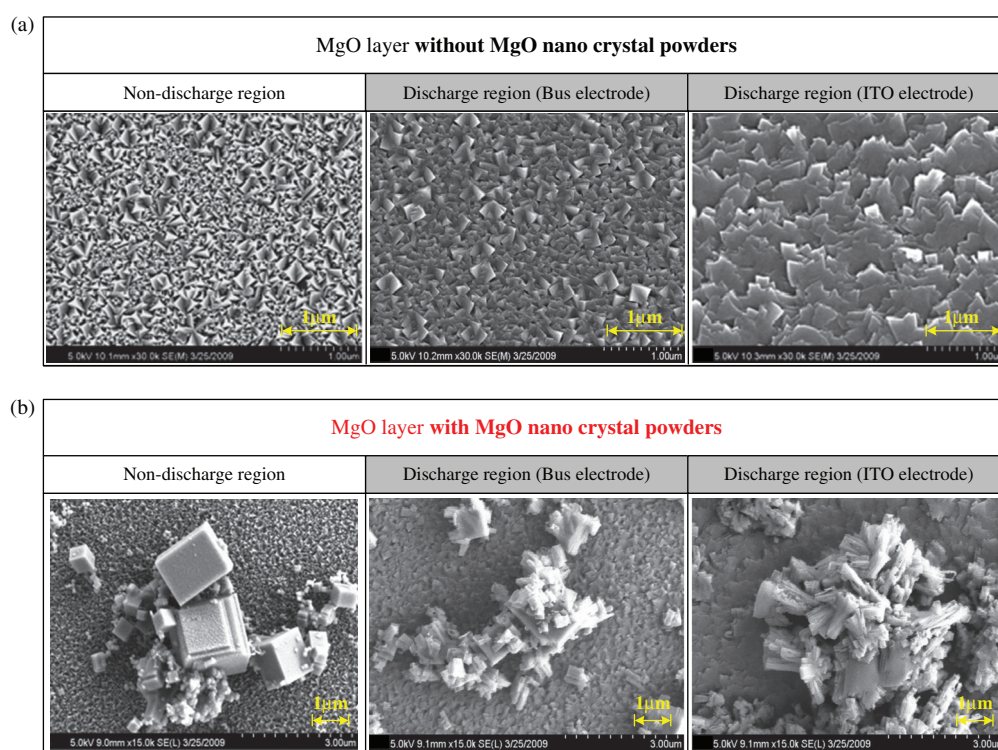 (a)
MgO layer without MgO nano crystal powders
Non-discharge region
Discharge region (Bus electrode)
Discharge region (ITO electrode)
1μm
1μm
1μm
5.0kV 10.1mm x30.0k SE(M) 3/25/2009 1.00um
5.0kV 10.2mm x30.0k SE(M) 3/25/2009 1.00um
5.0kV 10.3mm x30.0k SE(M) 3/25/2009 1.00um
(b)
MgO layer with MgO nano crystal powders
Non-discharge region
Discharge region (Bus electrode)
Discharge region (ITO electrode)
1μm
1μm
1μm
5.0kV 9.0mm x15.0k SE(L) 3/25/2009 3.00um
5.0kV 9.1mm x15.0k SE(L) 3/25/2009 3.00um
5.0kV 9.1mm x15.0k SE(L) 3/25/2009 3.00um